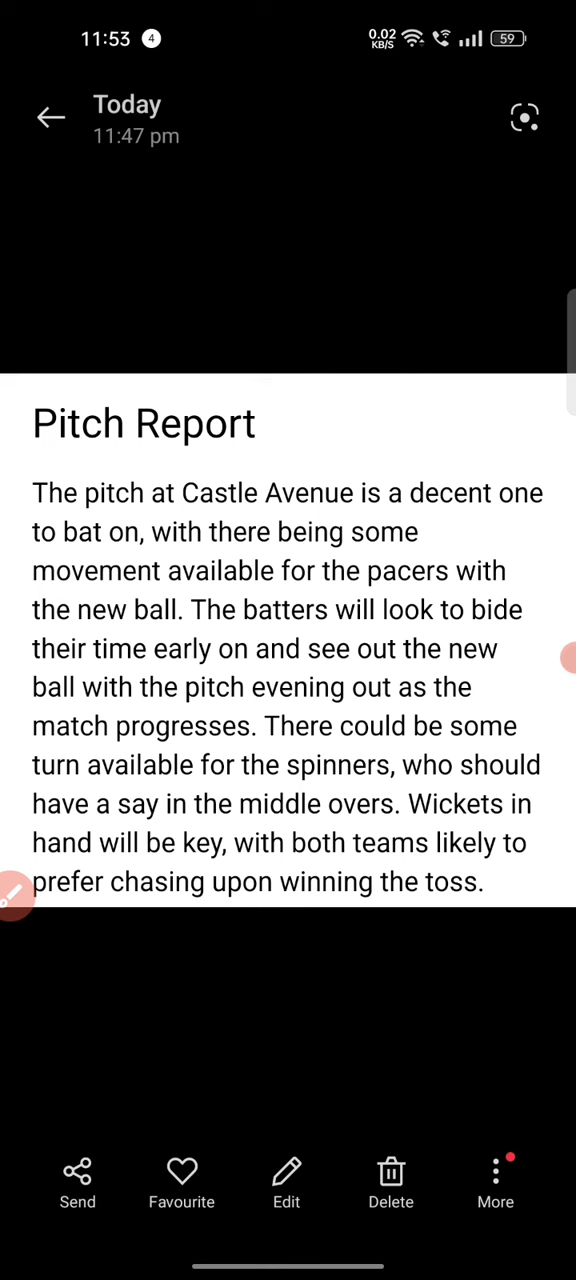 11:53 4 0.02 KB/S 59
Today
11:47 pm
Pitch Report
The pitch at Castle Avenue is a decent one
to bat on, with there being some
movement available for the pacers with
the new ball. The batters will look to bide
their time early on and see out the new
ball with the pitch evening out as the
match progresses. There could be some
turn available for the spinners, who should
have a say in the middle overs. Wickets in
hand will be key, with both teams likely to
prefer chasing upon winning the toss.
Send Favourite Edit Delete More